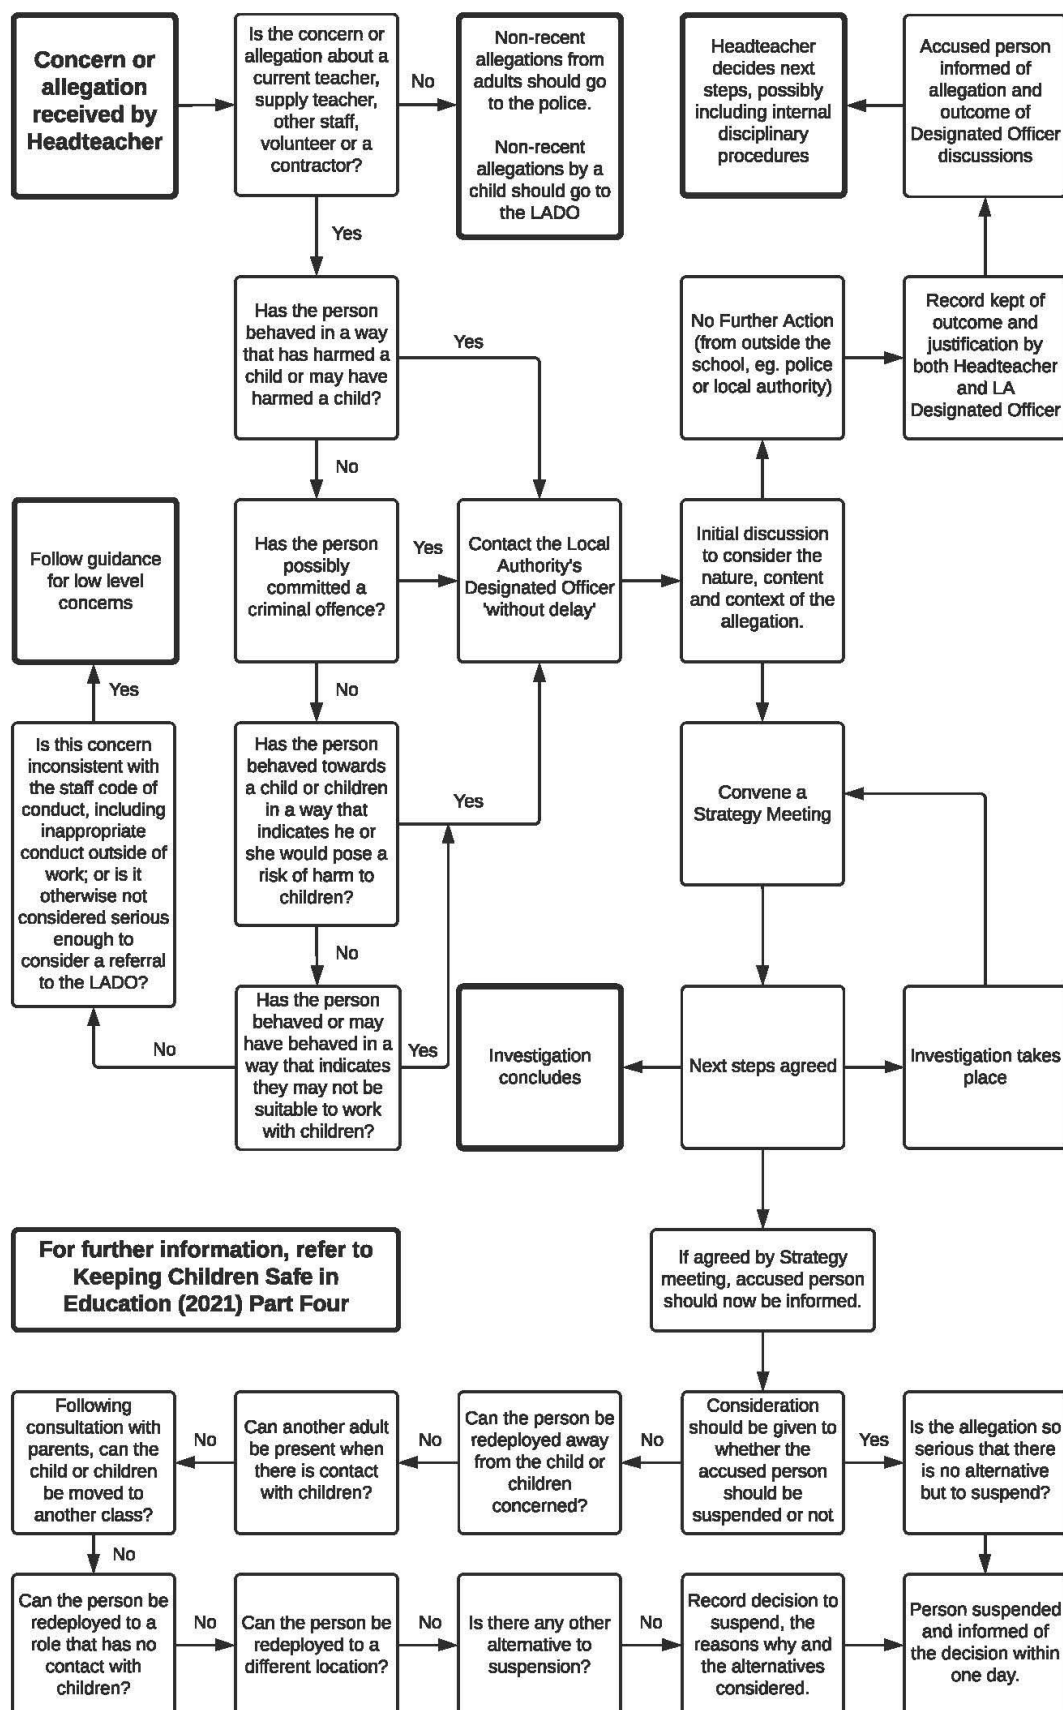 Concern or
allegation
received by
Headteacher
Is the concern or
allegation about a
current teacher,
supply teacher,
other staff,
volunteer or a
contractor?
No
Non-recent
allegations from
adults should go
to the police.
Non-recent
allegations by a
child should go to
the LADO
Headteacher
decides next
steps, possibly
including internal
disciplinary
procedures
Accused person
informed of
allegation and
outcome of
Designated Officer
discussions
Yes
Has the person
behaved in a way
that has harmed a
child or may have
harmed a child?
Yes
No Further Action
(from outside the
school, eg. police
or local authority)
Record kept of
outcome and
justification by
both Headteacher
and LA
Designated Officer
No
Follow guidance
for low level
concerns
Has the person
possibly
committed a
criminal offence?
Yes
Contact the Local
Authority's
Designated Officer
'without delay'
Initial discussion
to consider the
nature, content
and context of the
allegation.
Yes
No
Is this concern
inconsistent with
the staff code of
conduct, including
inappropriate
conduct outside of
work; or is it
otherwise not
considered serious
enough to
consider a referral
to the LADO?
Has the person
behaved towards
a child or children
in a way that
indicates he or
she would pose a
risk of harm to
children?
Yes
Convene a
Strategy Meeting
No
No
Has the person
behaved or may
have behaved in a
way that indicates
they may not be
suitable to work
with children?
Yes
Investigation
concludes
Next steps agreed
Investigation takes
place
For further information, refer to
Keeping Children Safe in
Education (2021) Part Four
If agreed by Strategy
meeting, accused person
should now be informed.
Following
consultation with
parents, can the
child or children
be moved to
another class?
No
Can another adult
be present when
there is contact
with children?
No
Can the person be
redeployed away
from the child or
children
concerned?
No
Consideration
should be given to
whether the
accused person
should be
suspended or not
Yes
Is the allegation so
serious that there
is no alternative
but to suspend?
No
Can the person be
redeployed to a
role that has no
contact with
children?
No
Can the person be
redeployed to a
different location?
No
Is there any other
alternative to
suspension?
No
Record decision to
suspend, the
reasons why and
the alternatives
considered.
Person suspended
and informed of
the decision within
one day.